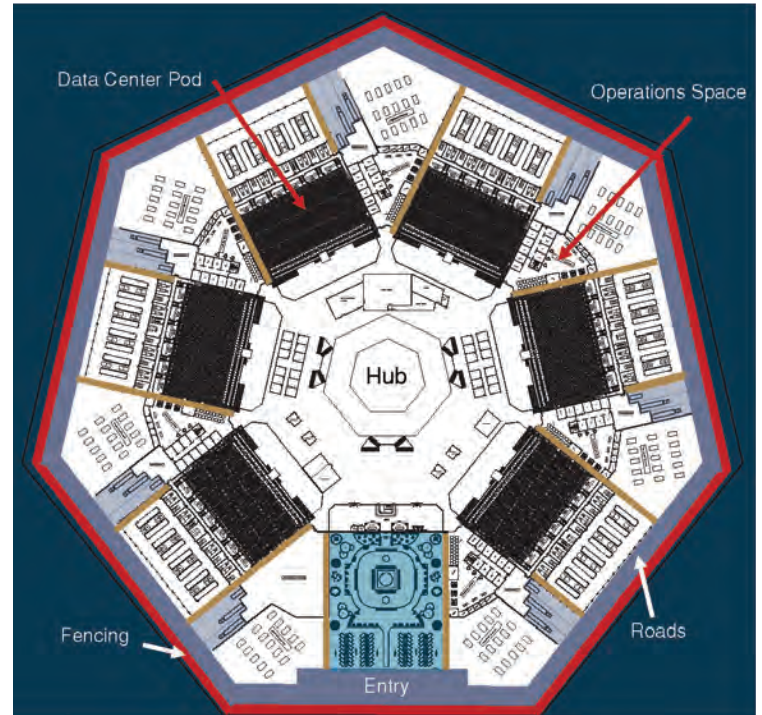 Data Center Pod
Operations Space
Hub
Fencing
Roads
Entry